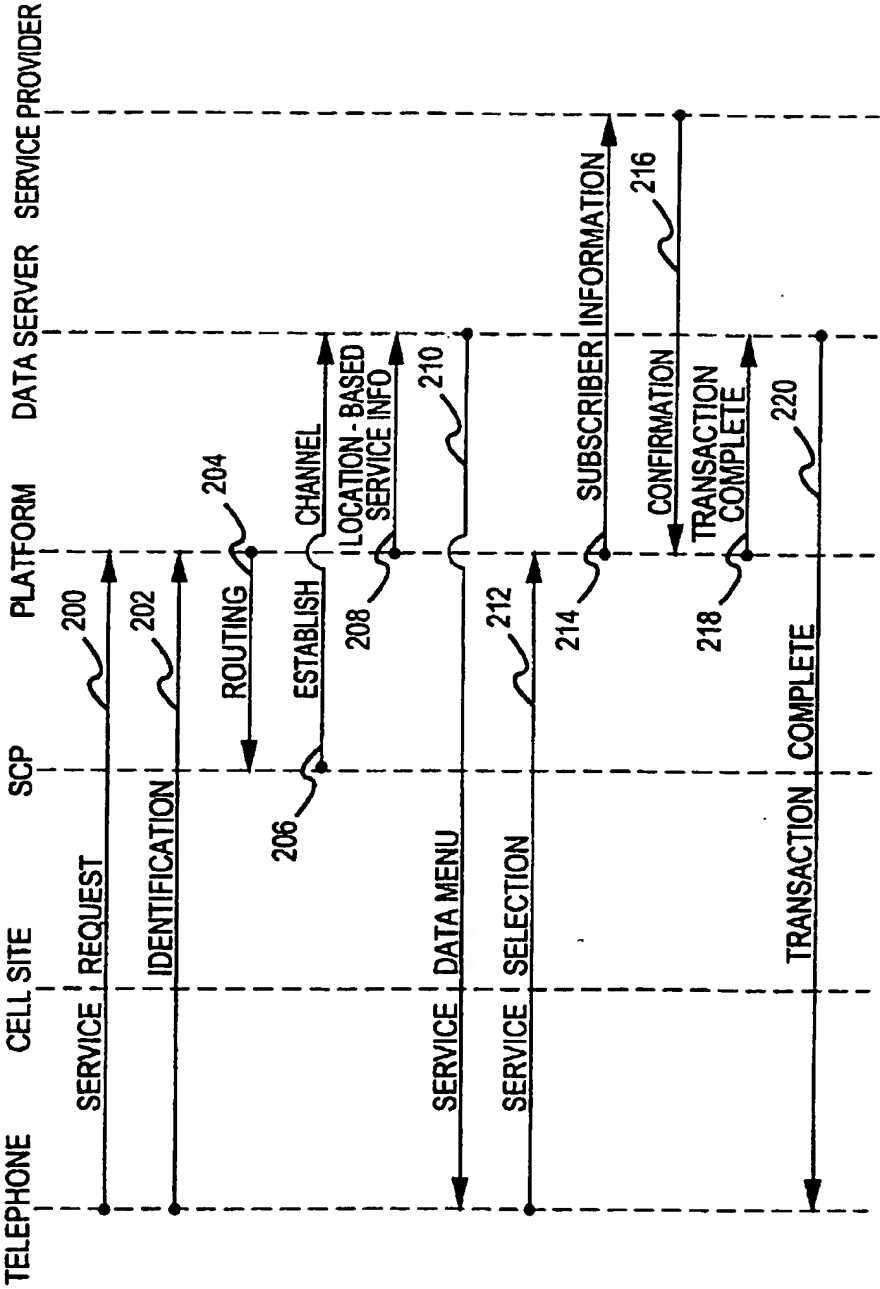 TELEPHONE
CELL SITE
SCP
PLATFORM
DATA SERVER
SERVICE PROVIDER
SERVICE REQUEST
200
IDENTIFICATION
202
ROUTING
204
ESTABLISH CHANNEL
206
LOCATION-BASED
SERVICE INFO
208
SERVICE DATA MENU
210
SERVICE SELECTION
212
SUBSCRIBER INFORMATION
214
CONFIRMATION
216
TRANSACTION
COMPLETE
218
TRANSACTION COMPLETE
220